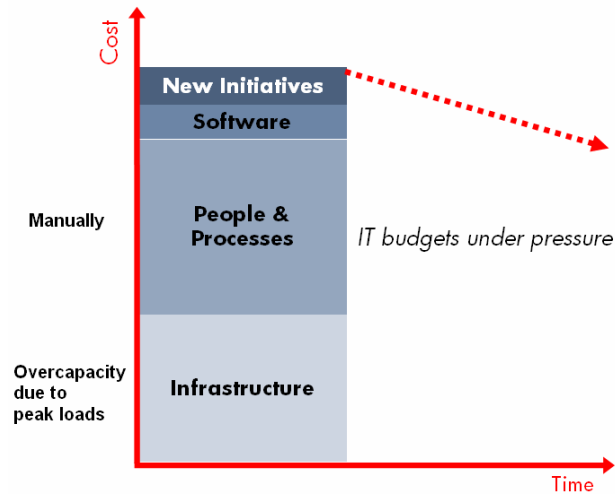 Cost
New Initiatives
Software
Manually
People &
Processes
IT budgets under pressure
Overcapacity
due to
peak loads
Infrastructure
Time